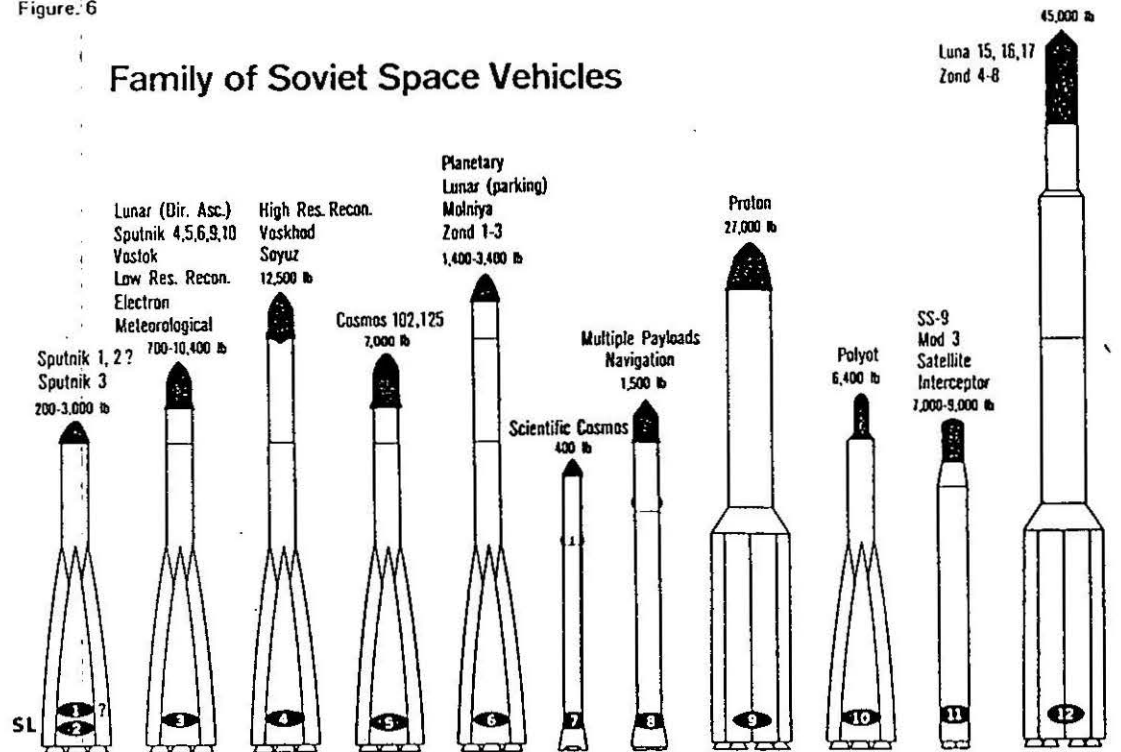 Figure. 6
Family of Soviet Space Vehicles
Sputnik 1, 2?
Sputnik 3
200-3,000 lb
Lunar (Dir. Asc.)
Sputnik 4,5,6,9,10
Vostok
Low Res. Recon.
Electron
Meteorological
700-10,400 lb
High Res. Recon.
Voskhod
Soyuz
12,500 lb
Cosmos 102,125
7,000 lb
Planetary
Lunar (parking)
Molniya
Zond 1-3
1,400-3,400 lb
Scientific Cosmos
400 lb
Multiple Payloads
Navigation
1,500 lb
Proton
27,000 lb
Polyot
6,400 lb
SS-9
Mod 3
Satellite
Interceptor
7,000-9,000 lb
45,000 lb
Luna 15, 16,17
Zond 4-8
SL
1 ?
2
3
4
5
6
7
8
9
10
11
12